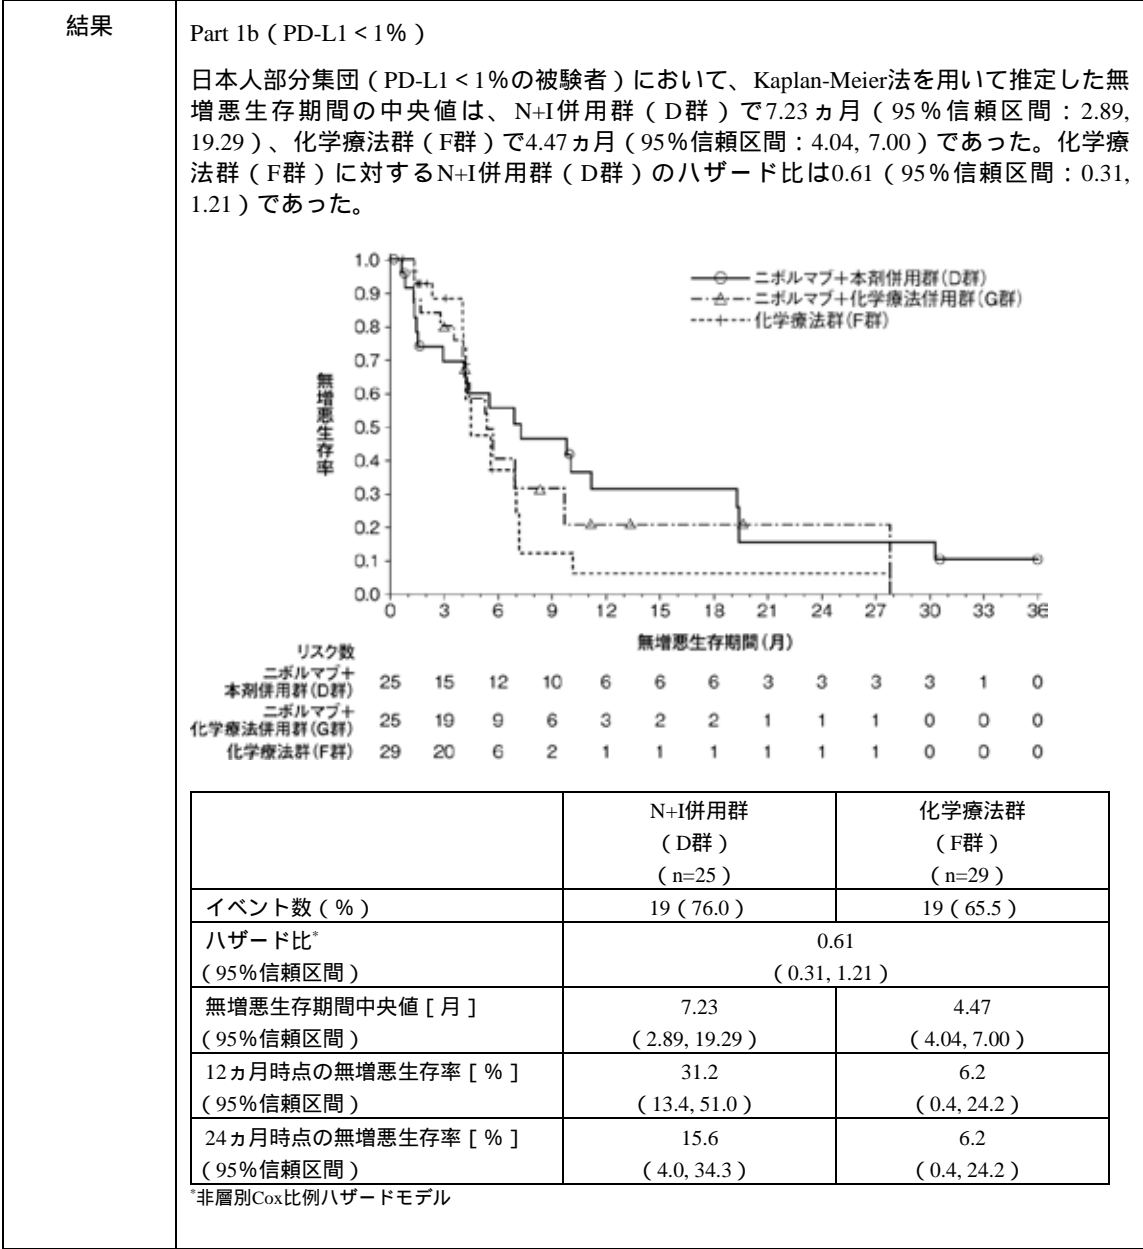 結果
Part 1b（PD-L1＜1%）
日本人部分集団（PD-L1＜1%の被験者）において、Kaplan-Meier法を用いて推定した無
増悪生存期間の中央値は、N+I併用群（D群）で7.23ヵ月（95%信頼区間：2.89,
19.29）、化学療法群（F群）で4.47ヵ月（95%信頼区間：4.04, 7.00）であった。化学療
法群（F群）に対するN+I併用群（D群）のハザード比は0.61（95%信頼区間：0.31,
1.21）であった。
ニボルマブ+本剤併用群(D群)
ニボルマブ+化学療法併用群(G群)
化学療法群(F群)
無増悪生存率
1.0
0.9
0.8
0.7
0.6
0.5
0.4
0.3
0.2
0.1
0.0
0 3 6 9 12 15 18 21 24 27 30 33 36
無増悪生存期間(月)
リスク数
ニボルマブ+
本剤併用群(D群) 25 15 12 10 6 6 6 3 3 3 3 1 0
ニボルマブ+
化学療法併用群(G群) 25 19 9 6 3 2 2 1 1 1 0 0 0
化学療法群(F群) 29 20 6 2 1 1 1 1 1 1 0 0 0
N+I併用群 化学療法群
（D群） （F群）
（n=25） （n=29）
イベント数（%） 19（76.0） 19（65.5）
ハザード比* 0.61
（95%信頼区間） （0.31, 1.21）
無増悪生存期間中央値［月］ 7.23 4.47
（95%信頼区間） （2.89, 19.29） （4.04, 7.00）
12ヵ月時点の無増悪生存率［%］ 31.2 6.2
（95%信頼区間） （13.4, 51.0） （0.4, 24.2）
24ヵ月時点の無増悪生存率［%］ 15.6 6.2
（95%信頼区間） （4.0, 34.3） （0.4, 24.2）
*非層別Cox比例ハザードモデル